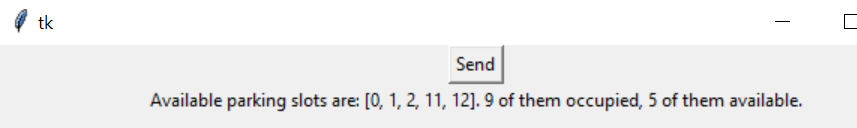 tk
Send
Available parking slots are: [0, 1, 2, 11, 12]. 9 of them occupied, 5 of them available.